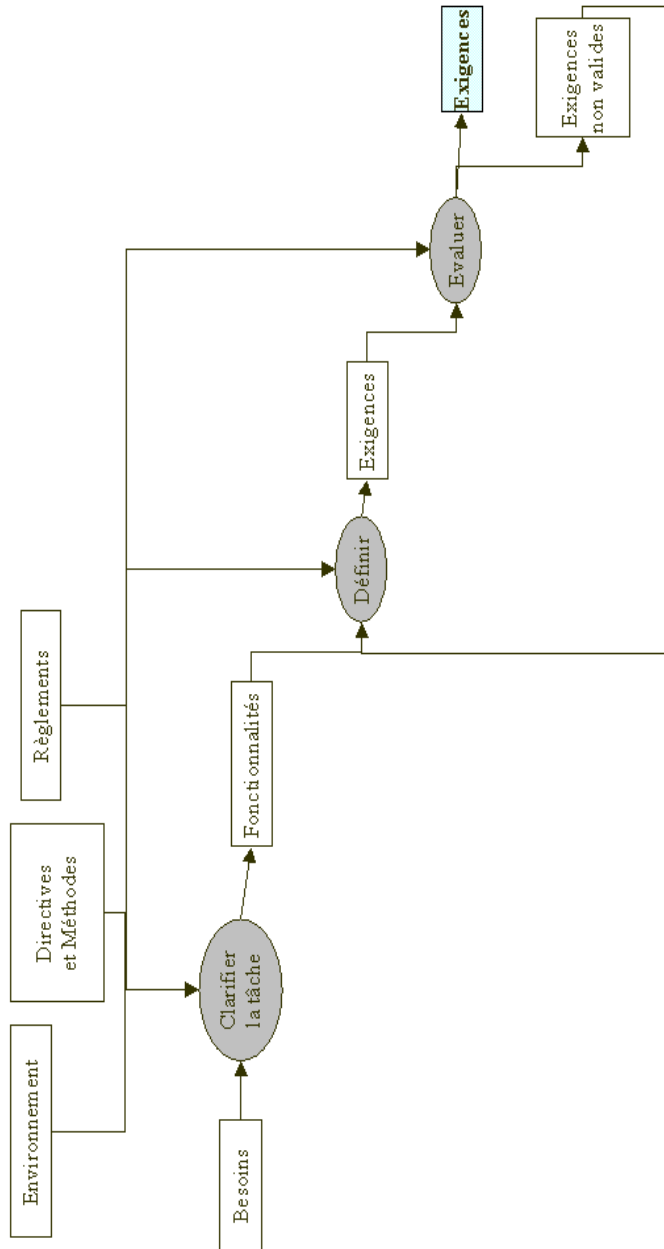 Environnement
Directives
et Méthodes
Règlements
Besoins
Clarifier
la tâche
Fonctionnalités
Définir
Exigences
Evaluer
Exigences
Exigences
non valides